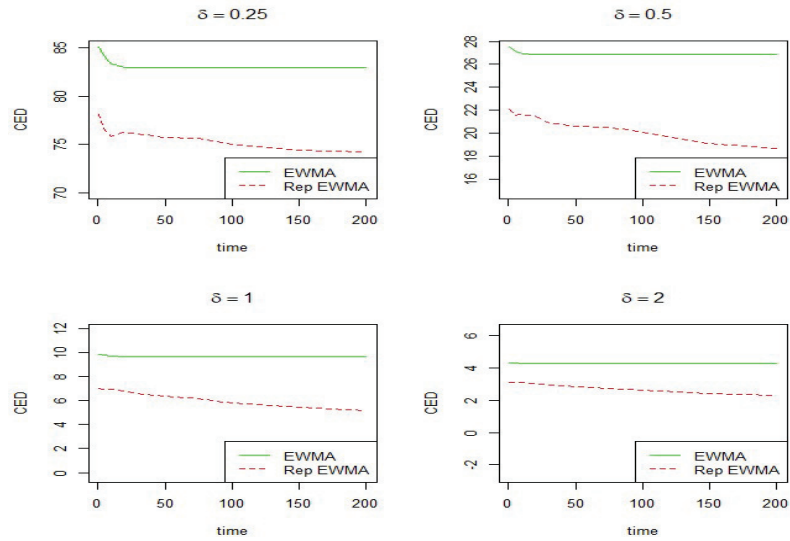 δ = 0.25
CED
85
80
75
70
EWMA
Rep EWMA
0 50 100 150 200
time
δ = 0.5
CED
28
26
24
22
20
18
16
EWMA
Rep EWMA
0 50 100 150 200
time
δ = 1
CED
12
10
8
6
4
2
0
EWMA
Rep EWMA
0 50 100 150 200
time
δ = 2
CED
6
4
2
0
-2
EWMA
Rep EWMA
0 50 100 150 200
time